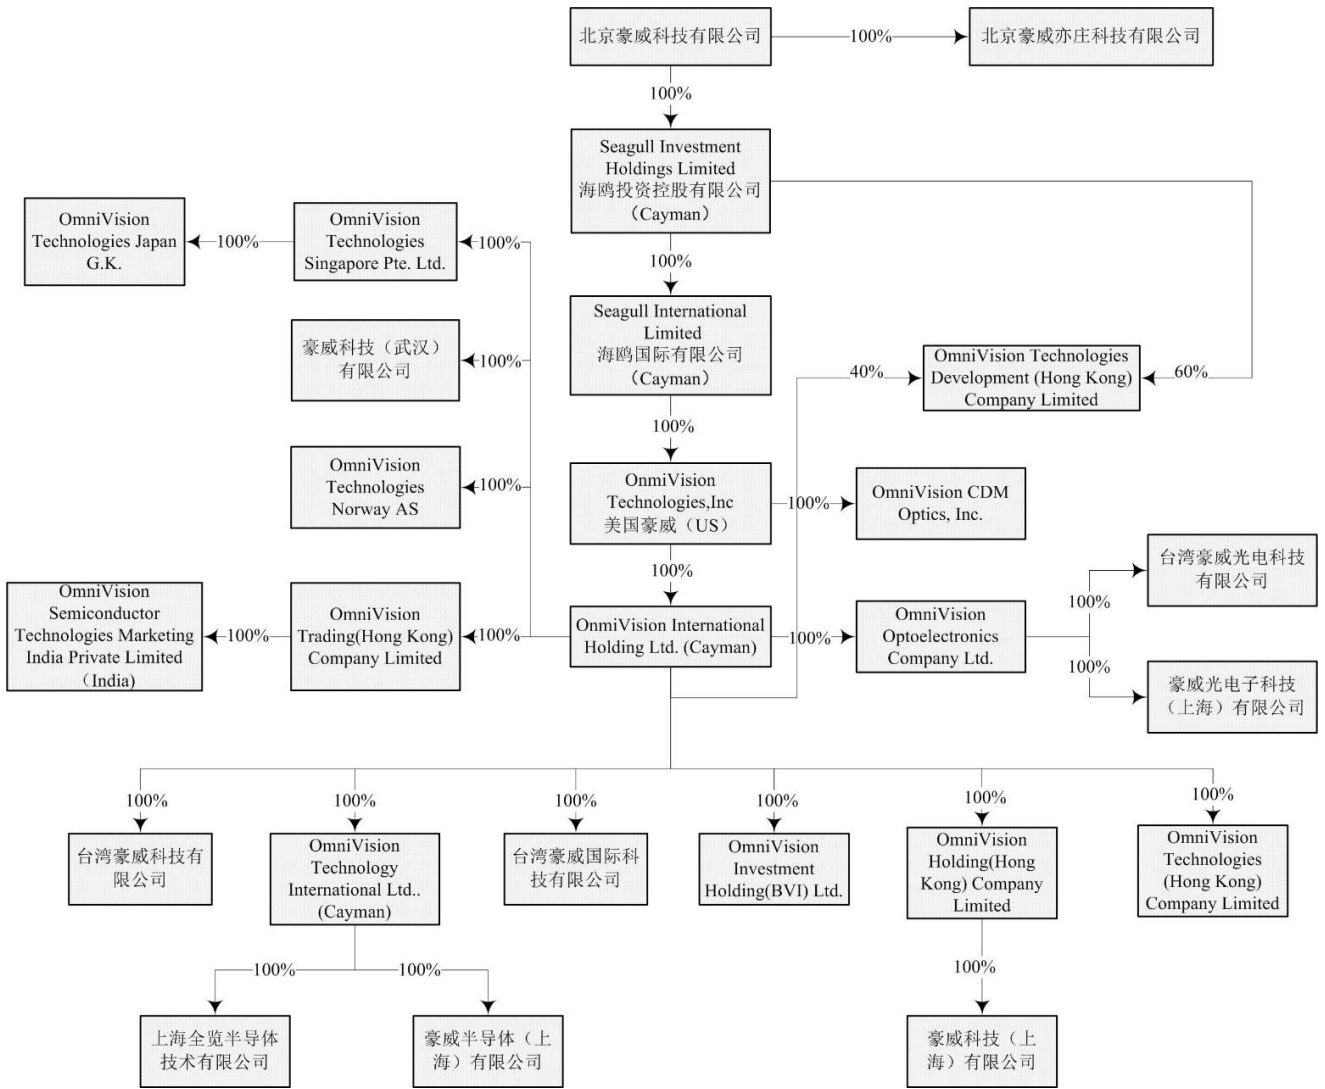 北京豪威科技有限公司
100%
北京豪威亦庄科技有限公司
100%
Seagull Investment
Holdings Limited
海鸥投资控股有限公司
（Cayman）
OmniVision
Technologies Japan
G.K.
100%
OmniVision
Technologies
Singapore Pte. Ltd.
100%
100%
Seagull International
Limited
海鸥国际有限公司
（Cayman）
豪威科技（武汉）
有限公司
100%
40%
OmniVision Technologies
Development (Hong Kong)
Company Limited
60%
100%
OmniVision
Technologies
Norway AS
100%
OnmiVision
Technologies,Inc
美国豪威（US）
100%
OmniVision CDM
Optics, Inc.
100%
OmniVision
Semiconductor
Technologies Marketing
India Private Limited
（India)
100%
OmniVision
Trading(Hong Kong)
Company Limited
100%
OnmiVision International
Holding Ltd. (Cayman)
100%
OmniVision
Optoelectronics
Company Ltd.
100%
台湾豪威光电科技
有限公司
100%
豪威光电子科技
（上海）有限公司
100%
100%
100%
100%
100%
100%
台湾豪威科技有
限公司
OmniVision
Technology
International Ltd..
(Cayman)
台湾豪威国际科
技有限公司
OmniVision
Investment
Holding(BVI) Ltd.
OmniVision
Holding(Hong
Kong) Company
Limited
OmniVision
Technologies
(Hong Kong)
Company Limited
100%
100%
100%
上海全览半导体
技术有限公司
豪威半导体（上
海）有限公司
豪威科技（上
海）有限公司